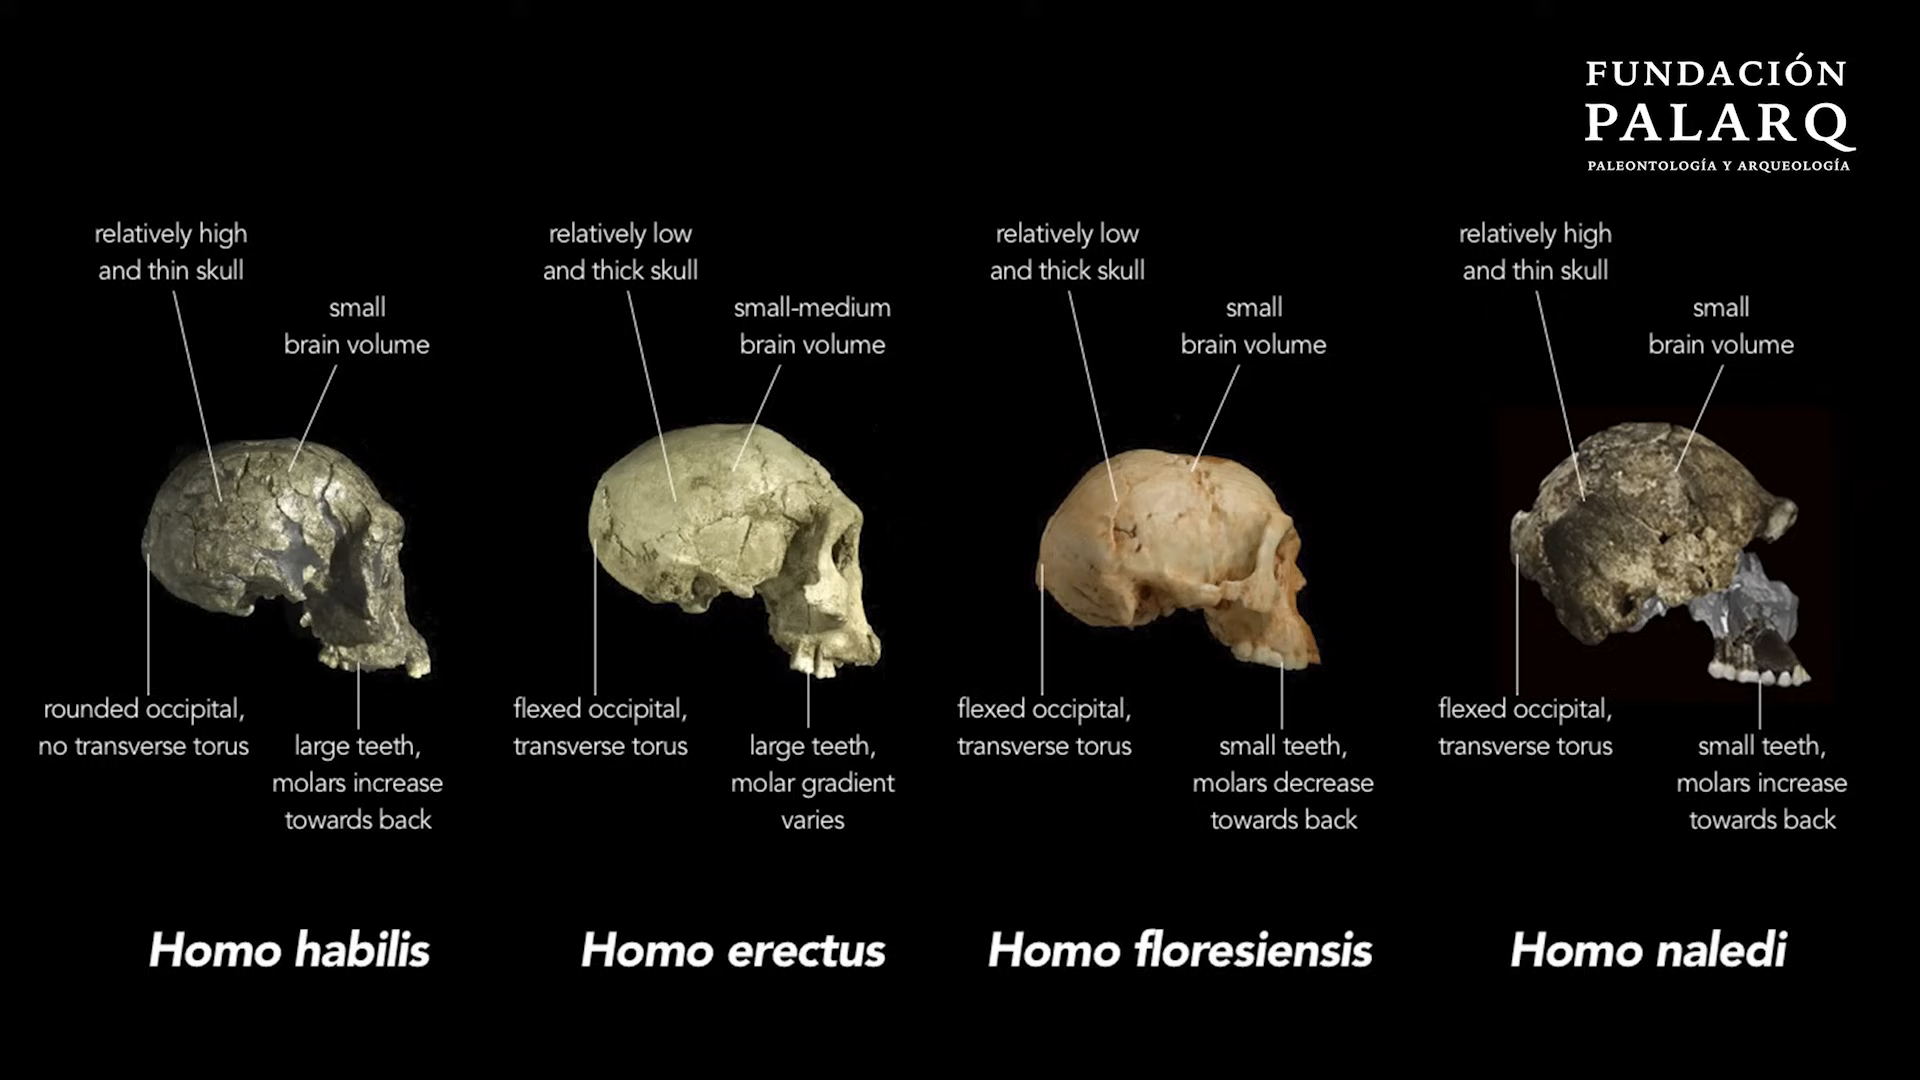 FUNDACIÓN
PALARQ
PALEONTOLOGÍA Y ARQUEOLOGÍA
relatively high
and thin skull
small
brain volume
rounded occipital,
no transverse torus
large teeth,
molars increase
towards back
Homo habilis
relatively low
and thick skull
small-medium
brain volume
flexed occipital,
transverse torus
large teeth,
molar gradient
varies
Homo erectus
relatively low
and thick skull
small
brain volume
flexed occipital,
transverse torus
small teeth,
molars decrease
towards back
Homo floresiensis
relatively high
and thin skull
small
brain volume
flexed occipital,
transverse torus
small teeth,
molars increase
towards back
Homo naledi